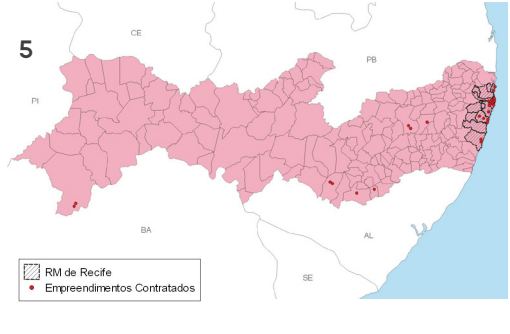 5
CE
PB
PI
BA
AL
SE
RM de Recife
Empreendimentos Contratados